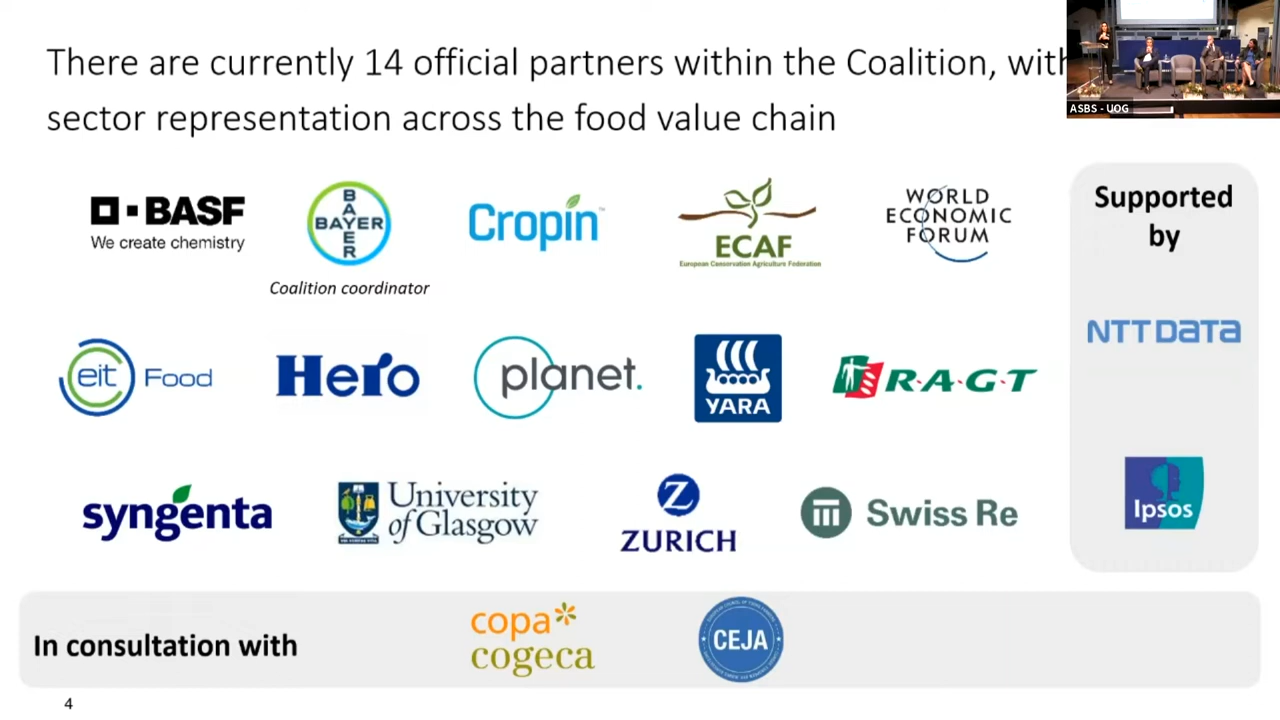 There are currently 14 official partners within the Coalition, with
sector representation across the food value chain
ASBS - UOG
BASF
We create chemistry
BAYER
BAYER
Coalition coordinator
Cropin™
ECAF
European Conservation Agriculture Federation
WORLD
ECONOMIC
FORUM
Supported
by
eit Food
Hero
planet.
YARA
R·A·G·T
NTT DATA
syngenta
University
of Glasgow
Z
ZURICH
Swiss Re
Ipsos
In consultation with
copa*
cogeca
CEJA
4